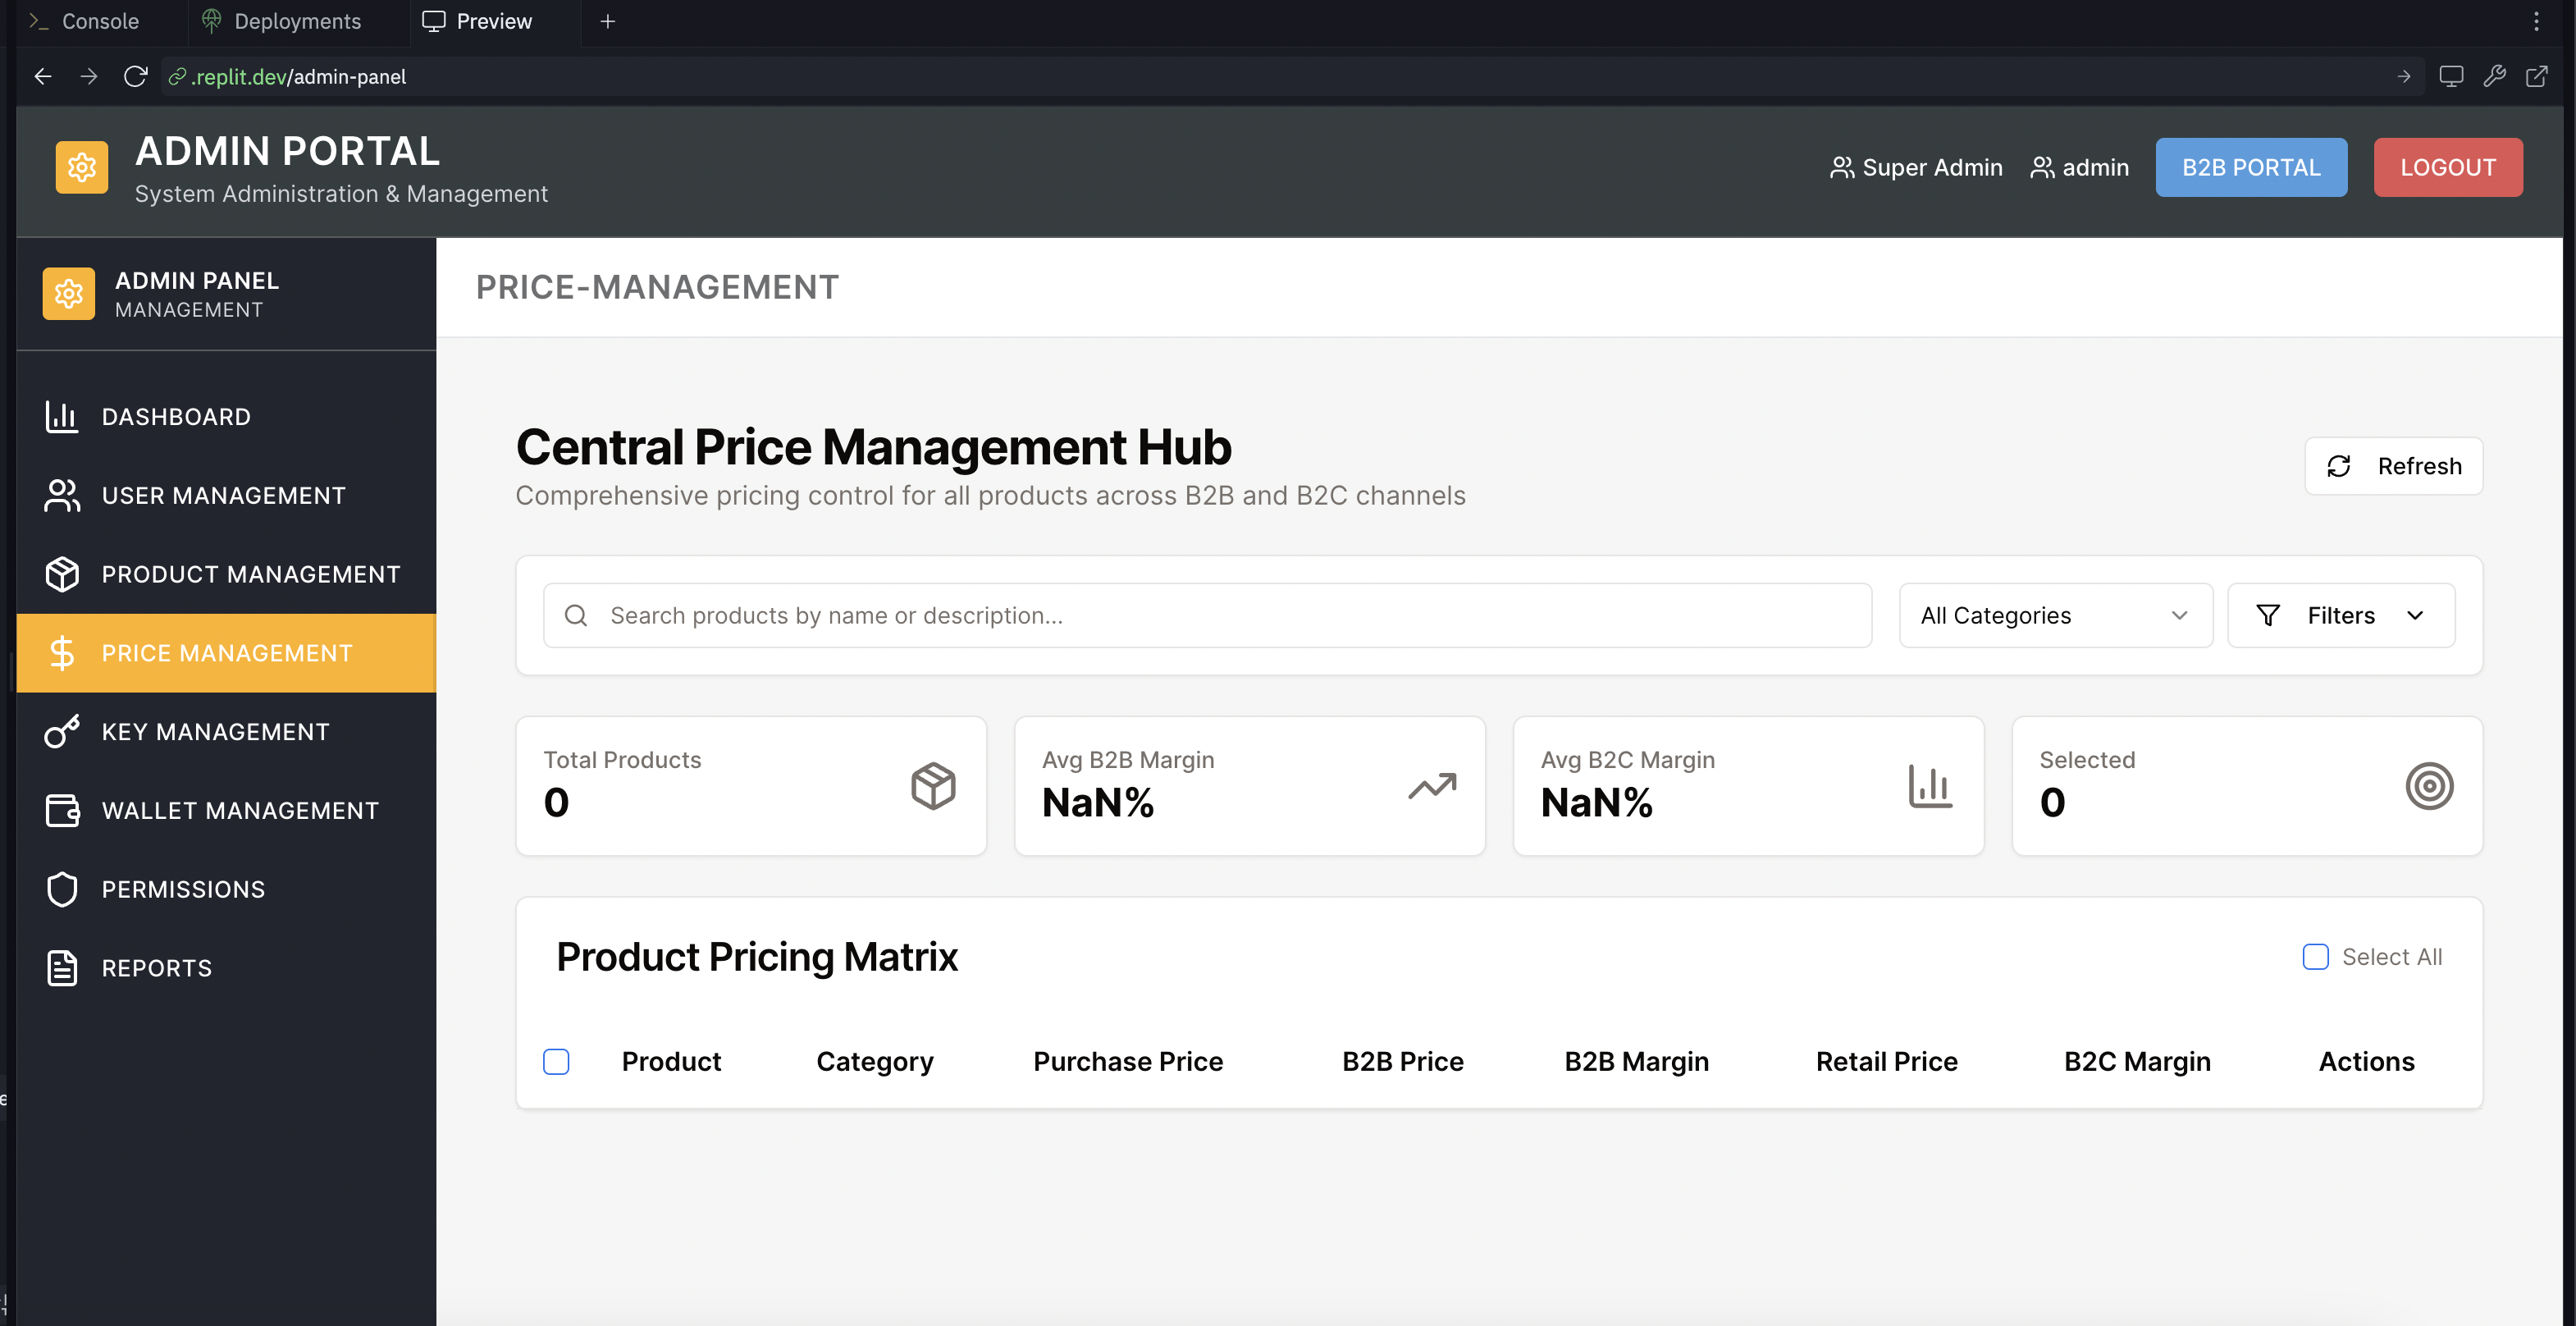 Console
Deployments
Preview
.replit.dev/admin-panel
ADMIN PORTAL
System Administration & Management
Super Admin
admin
B2B PORTAL
LOGOUT
ADMIN PANEL
MANAGEMENT
DASHBOARD
USER MANAGEMENT
PRODUCT MANAGEMENT
PRICE MANAGEMENT
KEY MANAGEMENT
WALLET MANAGEMENT
PERMISSIONS
REPORTS
PRICE-MANAGEMENT
Central Price Management Hub
Comprehensive pricing control for all products across B2B and B2C channels
Refresh
Search products by name or description...
All Categories
Filters
Total Products
0
Avg B2B Margin
NaN%
Avg B2C Margin
NaN%
Selected
0
Product Pricing Matrix
Select All
Product Category Purchase Price B2B Price B2B Margin Retail Price B2C Margin Actions